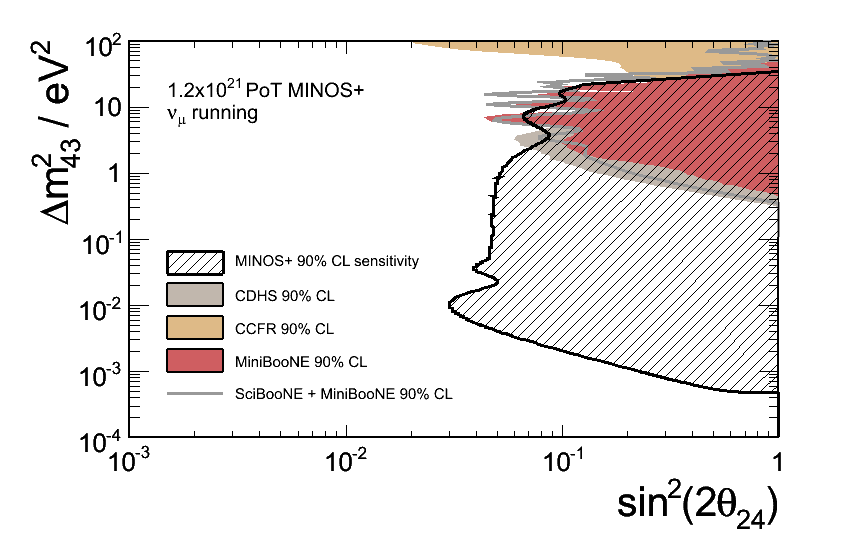 Δm²₄₃ / eV²
10²
10
1
10⁻¹
10⁻²
10⁻³
10⁻⁴
1.2x10²¹ PoT MINOS+
νμ running
MINOS+ 90% CL sensitivity
CDHS 90% CL
CCFR 90% CL
MiniBooNE 90% CL
SciBooNE + MiniBooNE 90% CL
10⁻³ 10⁻² 10⁻¹ 1
sin²(2θ₂₄)